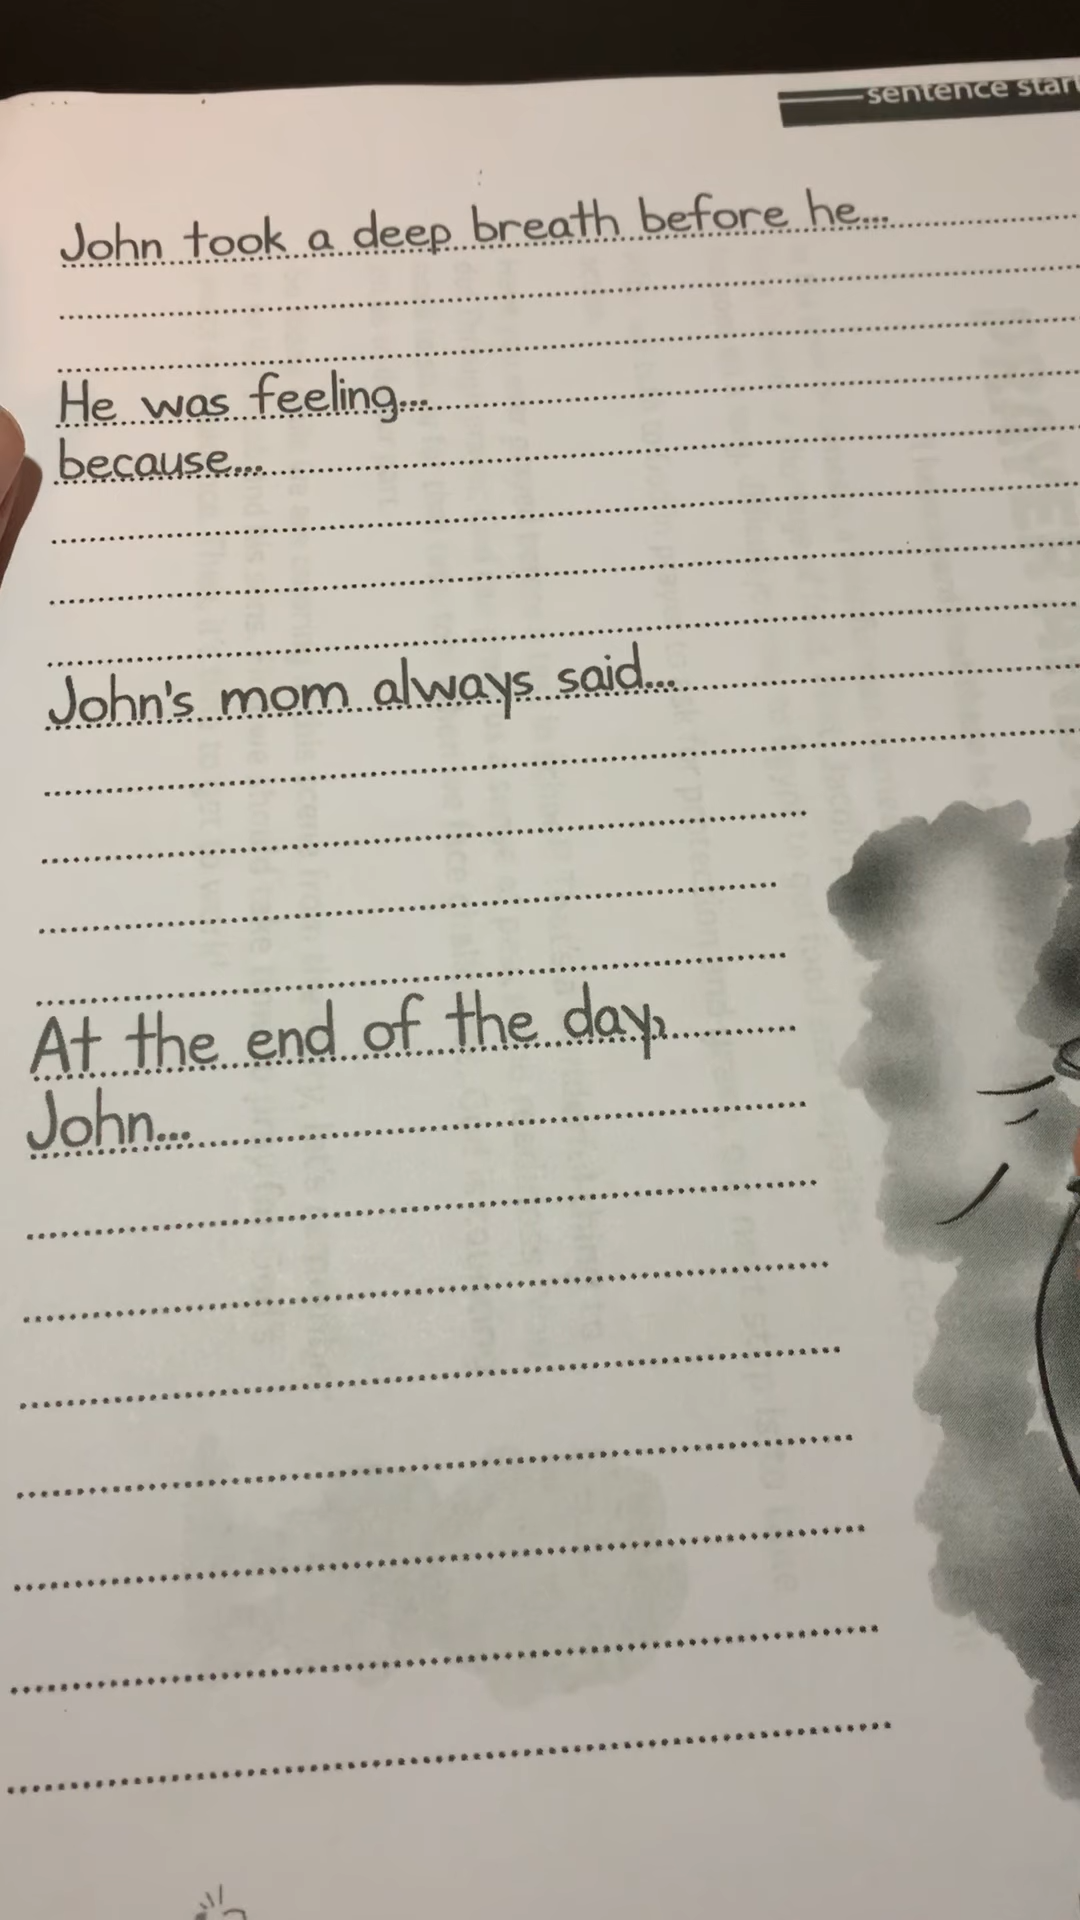 sentence start
John took a deep breath before he...
He was feeling...
because...
John's mom always said...
At the end of the day,
John...